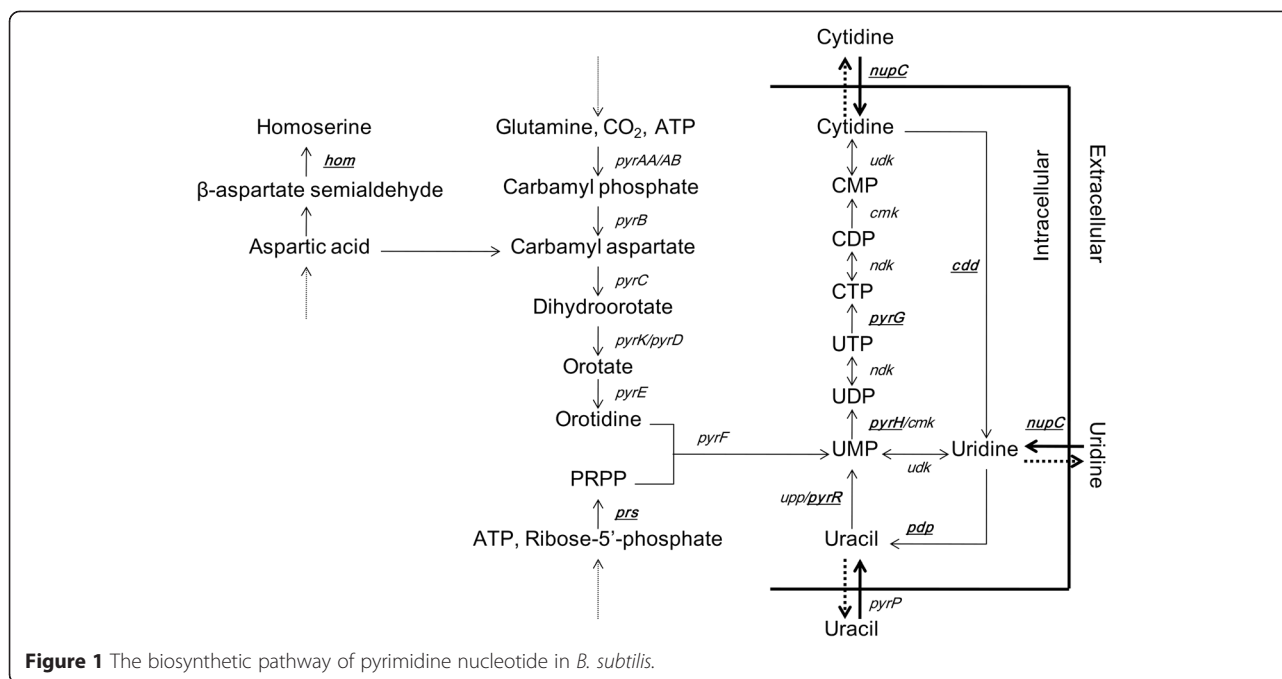 Cytidine
nupC
Homoserine
Glutamine, CO₂, ATP
Cytidine
hom
pyrAA/AB
udk
β-aspartate semialdehyde
Carbamyl phosphate
CMP
pyrB
cmk
Aspartic acid
Carbamyl aspartate
CDP
cdd
Intracellular
Extracellular
pyrC
ndk
Dihydroorotate
CTP
pyrK/pyrD
pyrG
Orotate
UTP
pyrE
ndk
Orotidine
UDP
pyrF
pyrH/cmk
nupC
UMP
Uridine
Uridine
udk
PRPP
upp/pyrR
prs
pdp
ATP, Ribose-5'-phosphate
Uracil
pyrP
Uracil
Figure 1 The biosynthetic pathway of pyrimidine nucleotide in B. subtilis.